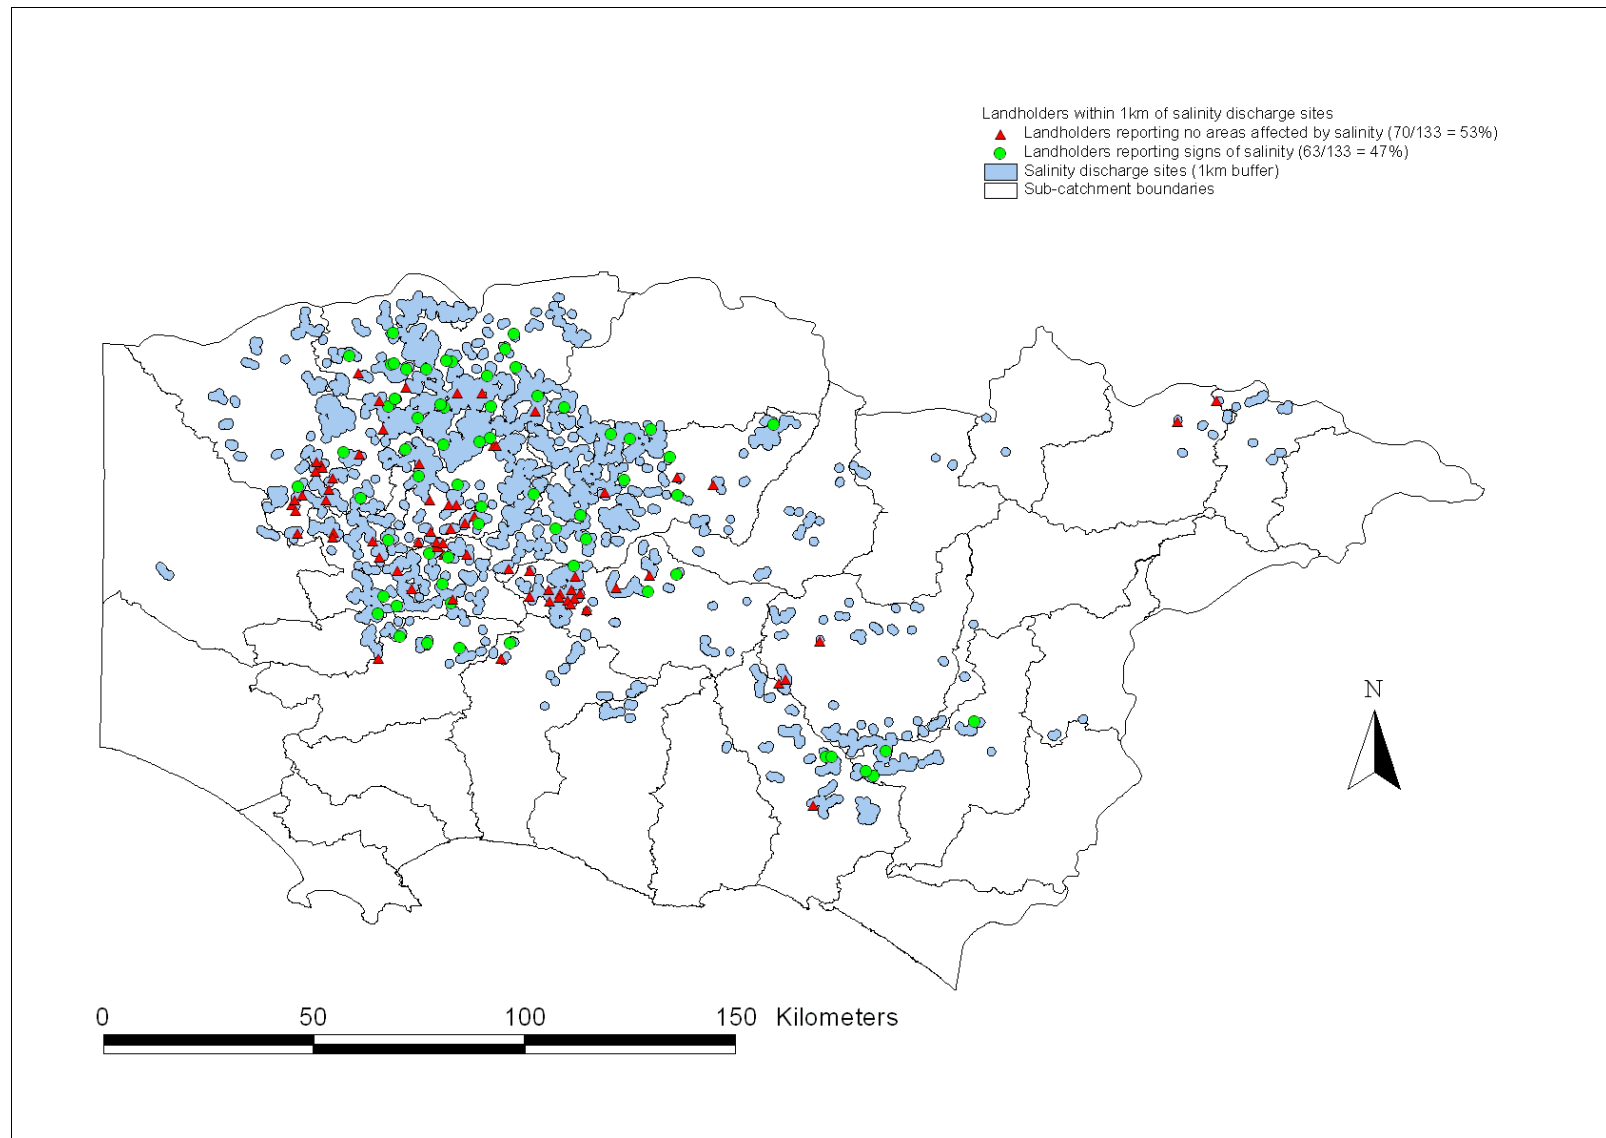 Landholders within 1km of salinity discharge sites
Landholders reporting no areas affected by salinity (70/133 = 53%)
Landholders reporting signs of salinity (63/133 = 47%)
Salinity discharge sites (1km buffer)
Sub-catchment boundaries
N
0 50 100 150 Kilometers